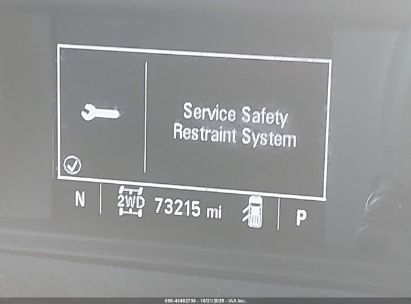 Service Safety
Restraint System
N 2WD 73215 mi P